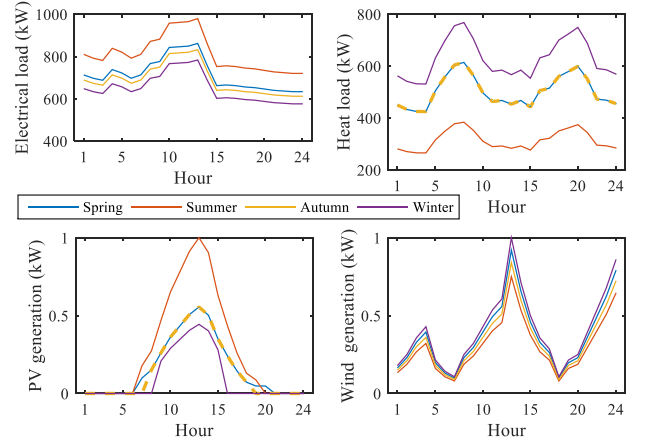 Electrical load (kW)
1000
800
600
400
1 5 10 15 20 24
Hour
Heat load (kW)
800
600
400
200
1 5 10 15 20 24
Hour
Spring Summer Autumn Winter
PV generation (kW)
1
0.5
0
1 5 10 15 20 24
Hour
Wind generation (kW)
1
0.5
0
1 5 10 15 20 24
Hour